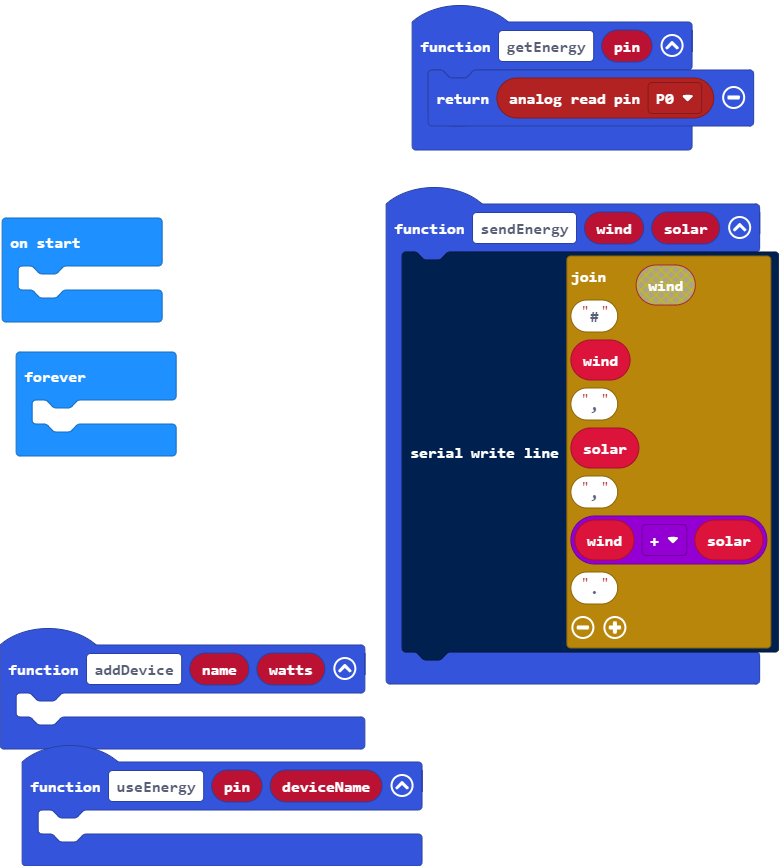 function getEnergy pin
return analog read pin P0
function sendEnergy wind solar
on start
join wind
"#"
wind
forever
","
solar
serial write line
","
wind + solar
"."
function addDevice name watts
function useEnergy pin deviceName